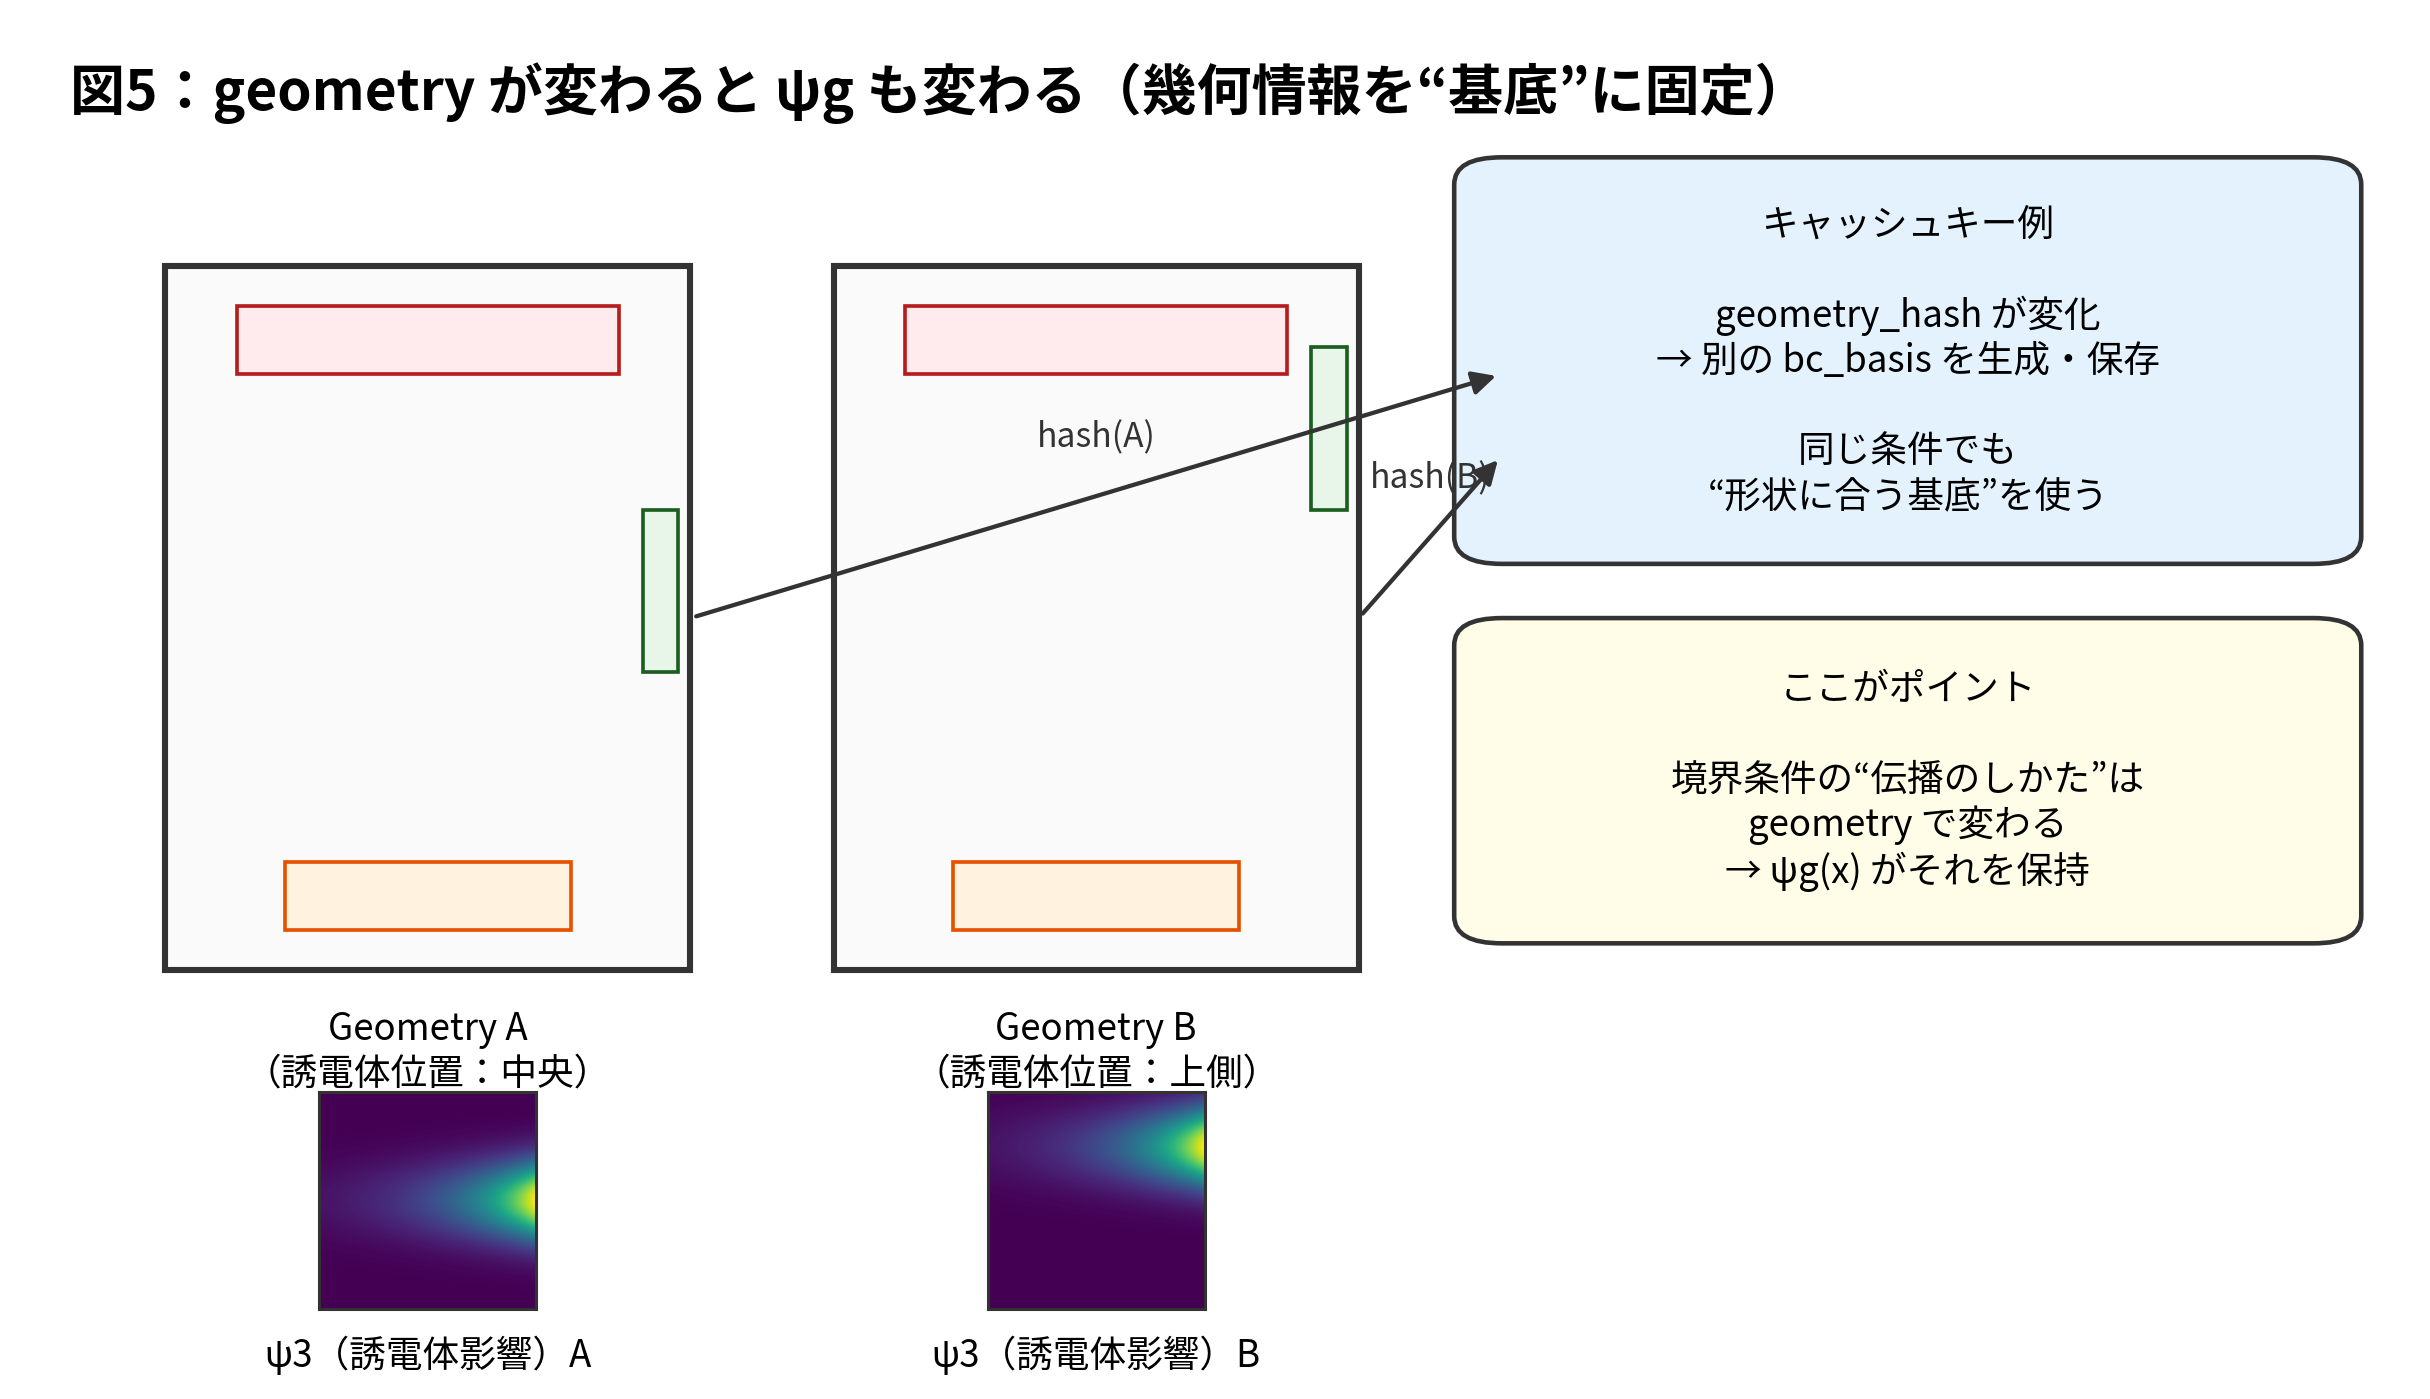 図5：geometry が変わると ψg も変わる（幾何情報を“基底”に固定）
キャッシュキー例
geometry_hash が変化
→ 別の bc_basis を生成・保存
同じ条件でも
“形状に合う基底”を使う
hash(A)
hash(B)
ここがポイント
境界条件の“伝播のしかた”は
geometry で変わる
→ ψg(x) がそれを保持
Geometry A
（誘電体位置：中央）
Geometry B
（誘電体位置：上側）
ψ3（誘電体影響）A
ψ3（誘電体影響）B